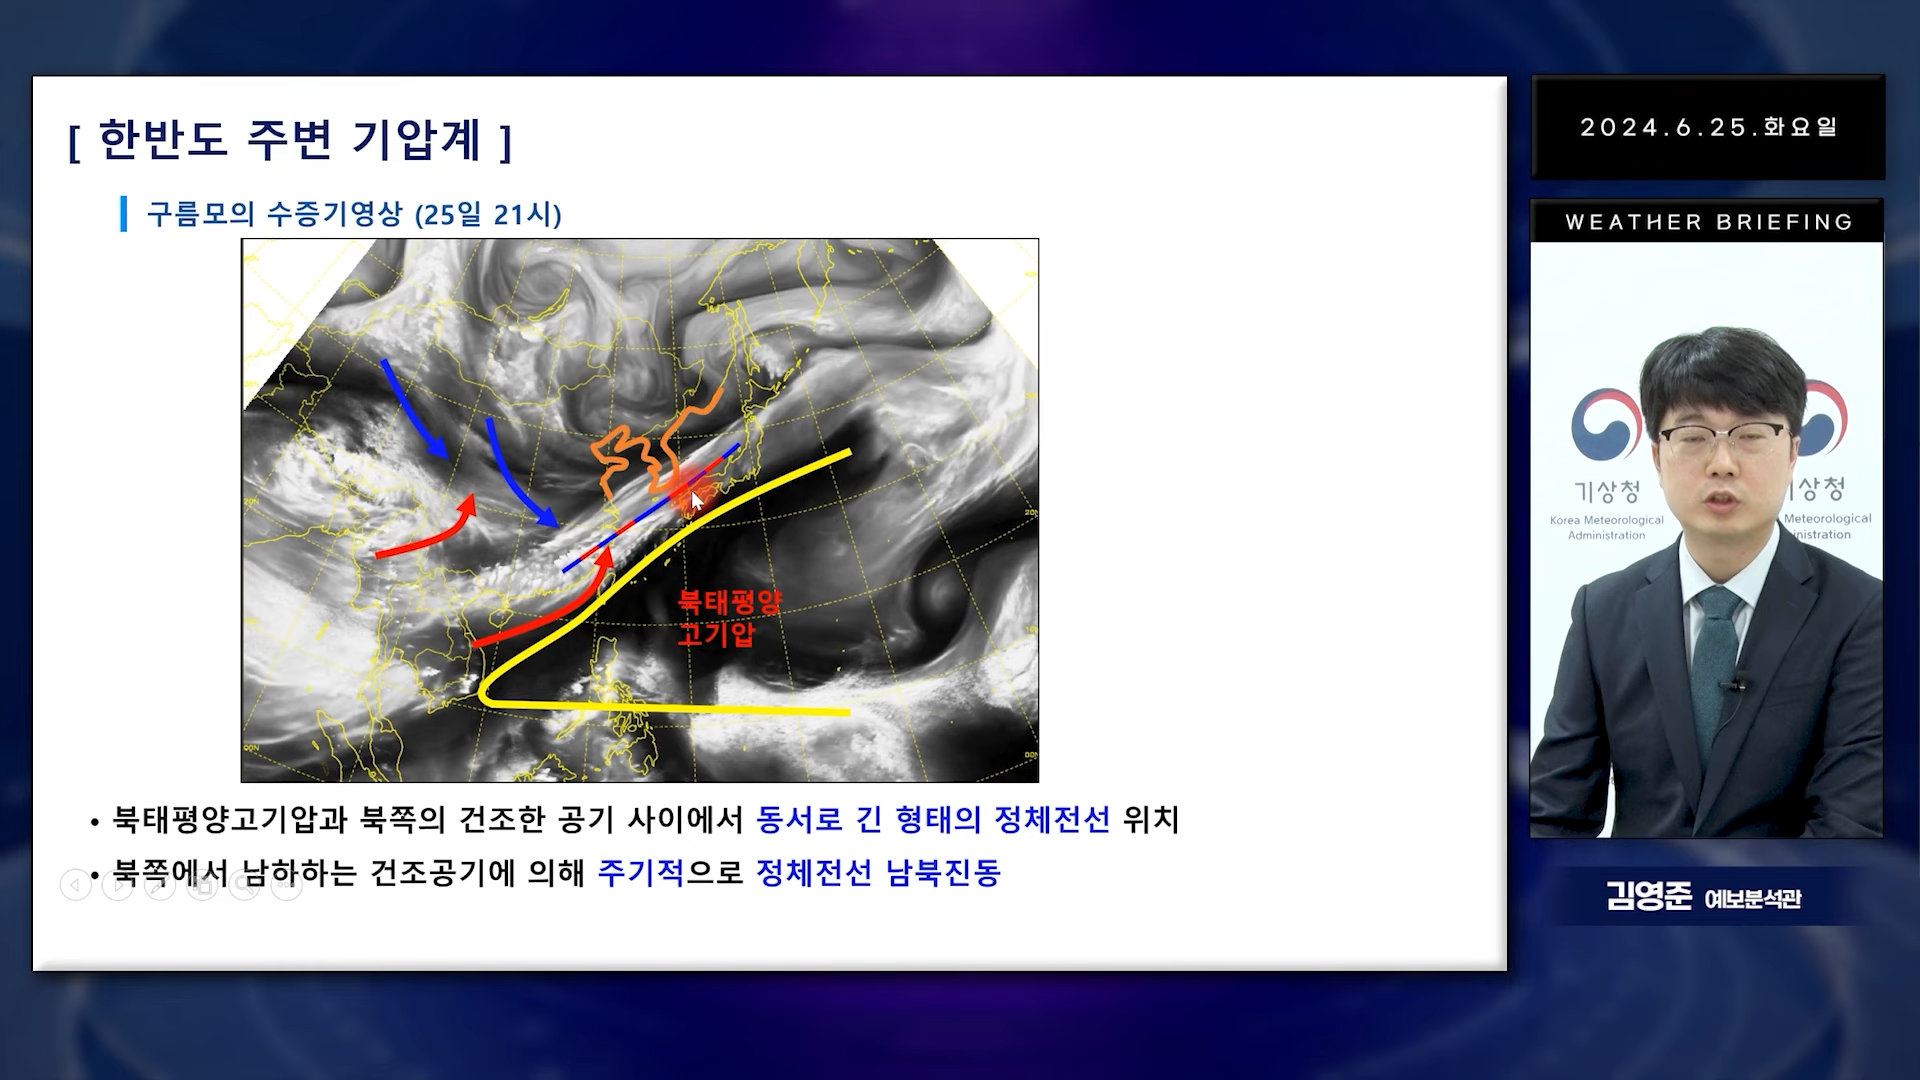 [ 한반도 주변 기압계 ]
구름모의 수증기영상 (25일 21시)
북태평양
고기압
• 북태평양고기압과 북쪽의 건조한 공기 사이에서 동서로 긴 형태의 정체전선 위치
• 북쪽에서 남하하는 건조공기에 의해 주기적으로 정체전선 남북진동
2024.6.25.화요일
WEATHER BRIEFING
기상청
Korea Meteorological
Administration
기상청
Meteorological
김영준 예보분석관